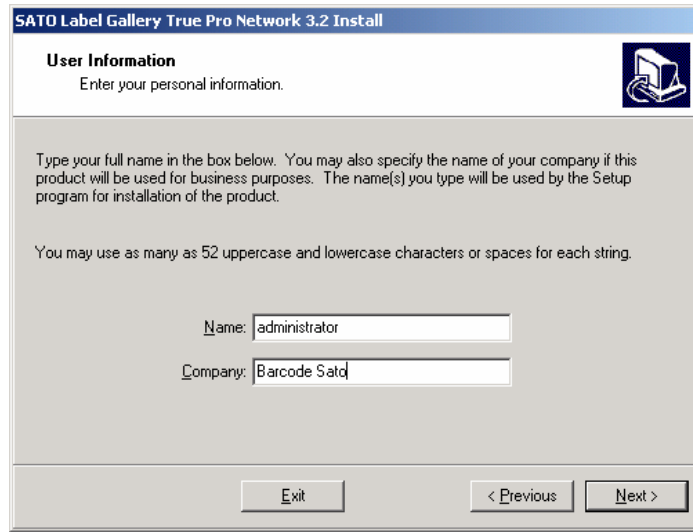 SATO Label Gallery True Pro Network 3.2 Install
User Information
Enter your personal information.
Type your full name in the box below. You may also specify the name of your company if this
product will be used for business purposes. The name(s) you type will be used by the Setup
program for installation of the product.
You may use as many as 52 uppercase and lowercase characters or spaces for each string.
Name: administrator
Company: Barcode Sato
Exit < Previous Next >